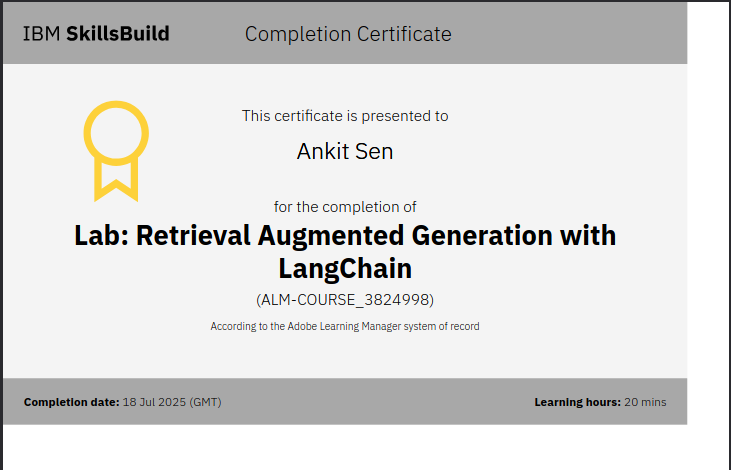 IBM SkillsBuild
Completion Certificate
This certificate is presented to
Ankit Sen
for the completion of
Lab: Retrieval Augmented Generation with
LangChain
(ALM-COURSE_3824998)
According to the Adobe Learning Manager system of record
Completion date: 18 Jul 2025 (GMT)
Learning hours: 20 mins